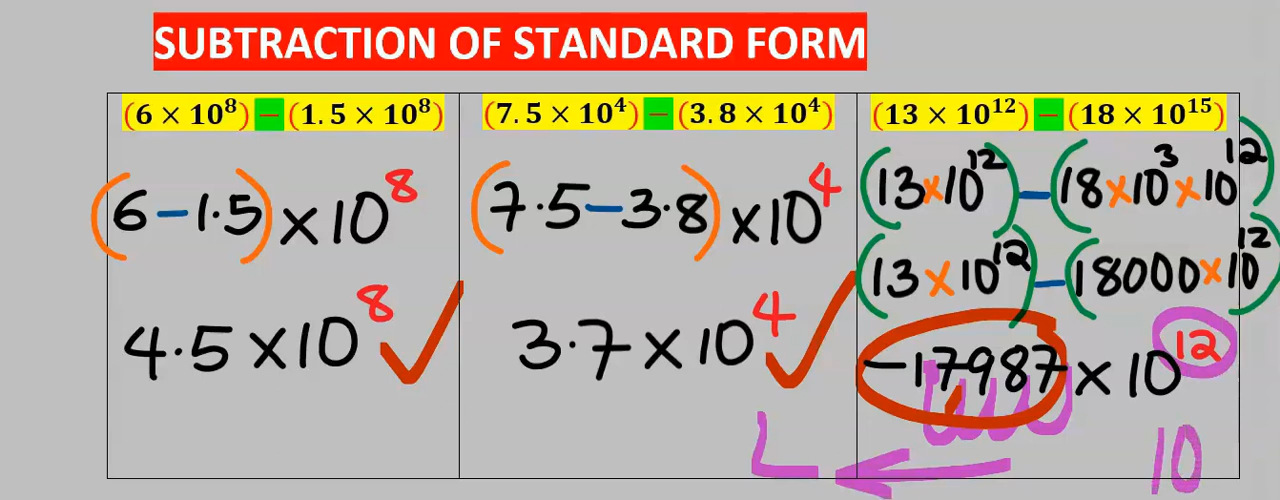 SUBTRACTION OF STANDARD FORM
(6 × 10⁸) − (1.5 × 10⁸)
(6 − 1.5) × 10⁸
4.5 × 10⁸ ✓
(7.5 × 10⁴) − (3.8 × 10⁴)
(7.5 − 3.8) × 10⁴
3.7 × 10⁴ ✓
(13 × 10¹²) − (18 × 10¹⁵)
(13 × 10¹²) − (18 × 10³ × 10¹²)
(13 × 10¹²) − (18000 × 10¹²)
−17987 × 10¹²
L ← 10